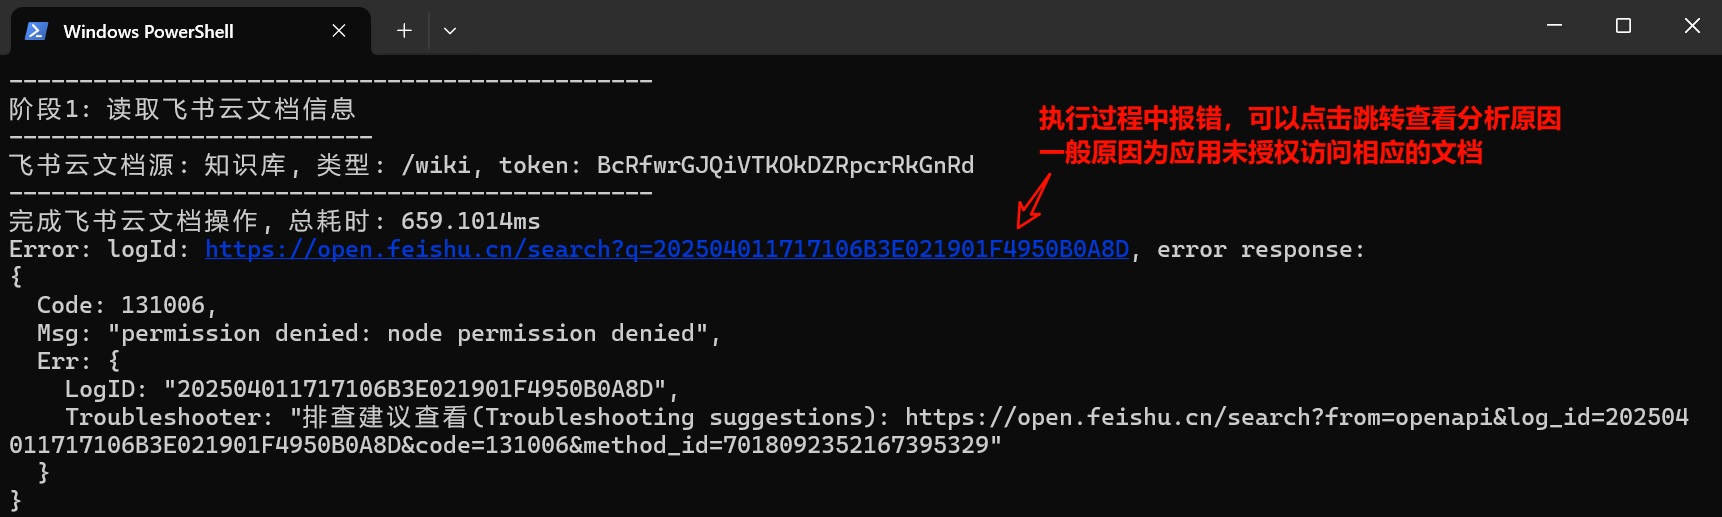 Windows PowerShell
----------------------------------------------
阶段1: 读取飞书云文档信息
--------------------------
飞书云文档源: 知识库, 类型: /wiki, token: BcRfwrGJQiVTKOkDZRpcrRkGnRd
----------------------------------------------
完成飞书云文档操作, 总耗时: 659.1014ms
Error: logId: https://open.feishu.cn/search?q=202504011717106B3E021901F4950B0A8D, error response:
{
  Code: 131006,
  Msg: "permission denied: node permission denied",
  Err: {
    LogID: "202504011717106B3E021901F4950B0A8D",
    Troubleshooter: "排查建议查看(Troubleshooting suggestions): https://open.feishu.cn/search?from=openapi&log_id=202504
011717106B3E021901F4950B0A8D&code=131006&method_id=7018092352167395329"
  }
}
执行过程中报错，可以点击跳转查看分析原因
一般原因为应用未授权访问相应的文档